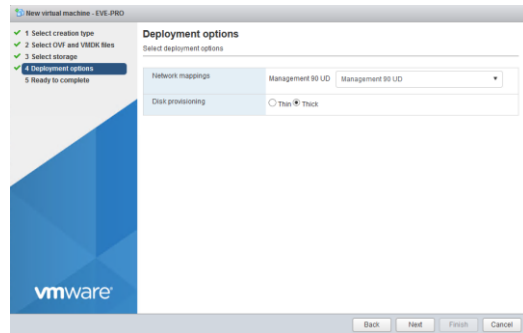 New virtual machine - EVE-PRO
1 Select creation type
2 Select OVF and VMDK files
3 Select storage
4 Deployment options
5 Ready to complete
Deployment options
Select deployment options
Network mappings
Management 90 UD Management 90 UD
Disk provisioning
Thin Thick
vmware
Back Next Finish Cancel